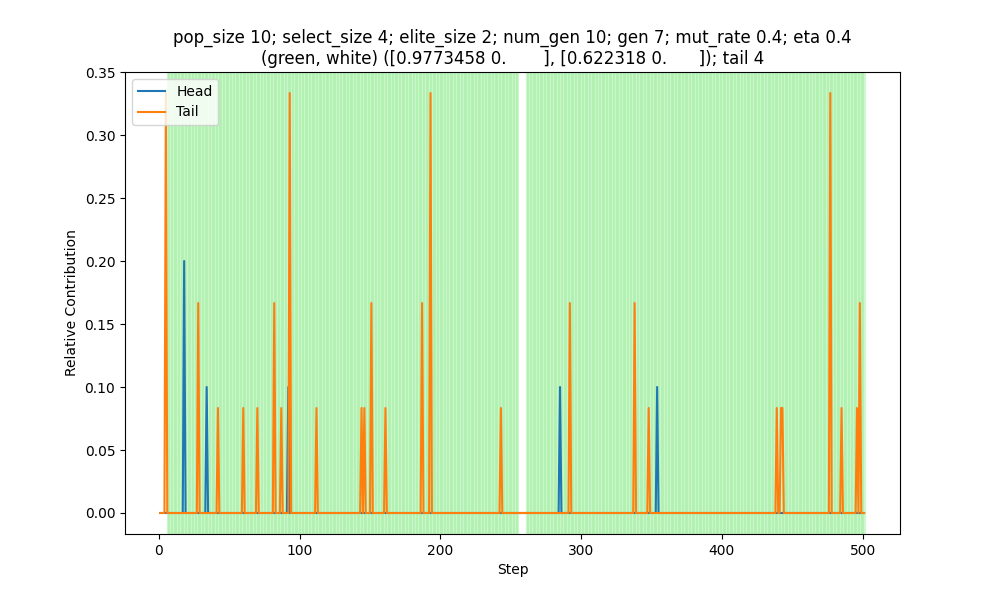 pop_size 10; select_size 4; elite_size 2; num_gen 10; gen 7; mut_rate 0.4; eta 0.4
(green, white) ([0.9773458 0.        ], [0.622318 0.       ]); tail 4
Head
Tail
Relative Contribution
0.35
0.30
0.25
0.20
0.15
0.10
0.05
0.00
0 100 200 300 400 500
Step